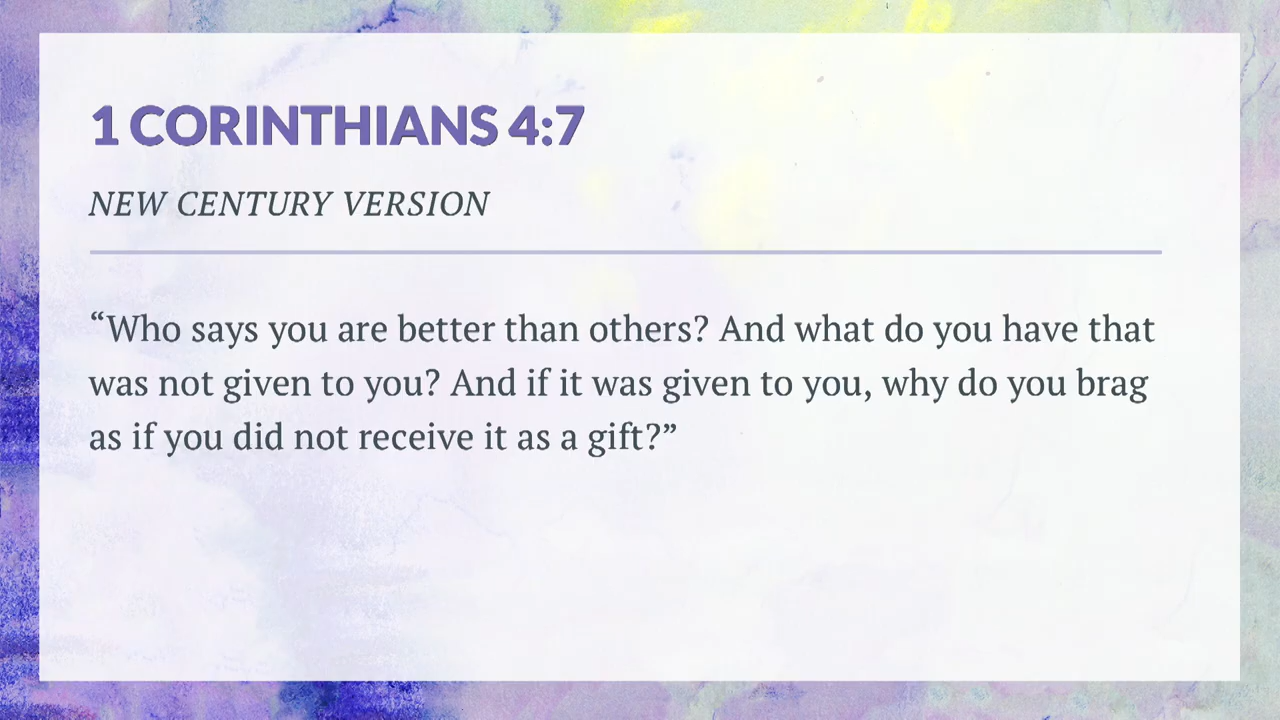 1 CORINTHIANS 4:7
NEW CENTURY VERSION
“Who says you are better than others? And what do you have that
was not given to you? And if it was given to you, why do you brag
as if you did not receive it as a gift?”